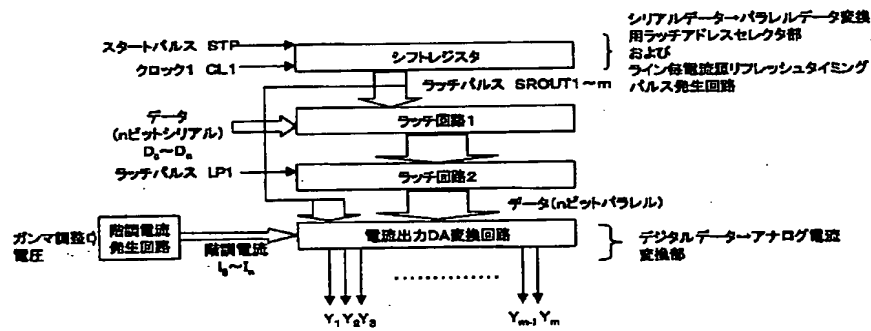 スタートパルス STP
クロック1 CL1
シフトレジスタ
シリアルデータ→パラレルデータ変換
用ラッチアドレスセレクタ部
および
ライン毎電流源リフレッシュタイミング
パルス発生回路
ラッチパルス SROUT1～m
データ
(nビットシリアル)
D₀～Dₙ
ラッチ回路1
ラッチパルス LP1
ラッチ回路2
データ(nビットパラレル)
ガンマ調整
電圧
階調電流
発生回路
階調電流
I₀～Iₙ
電流出力DA変換回路
デジタルデータ→アナログ電流
変換部
Y₁ Y₂ Y₃
Yₘ₋₁ Yₘ